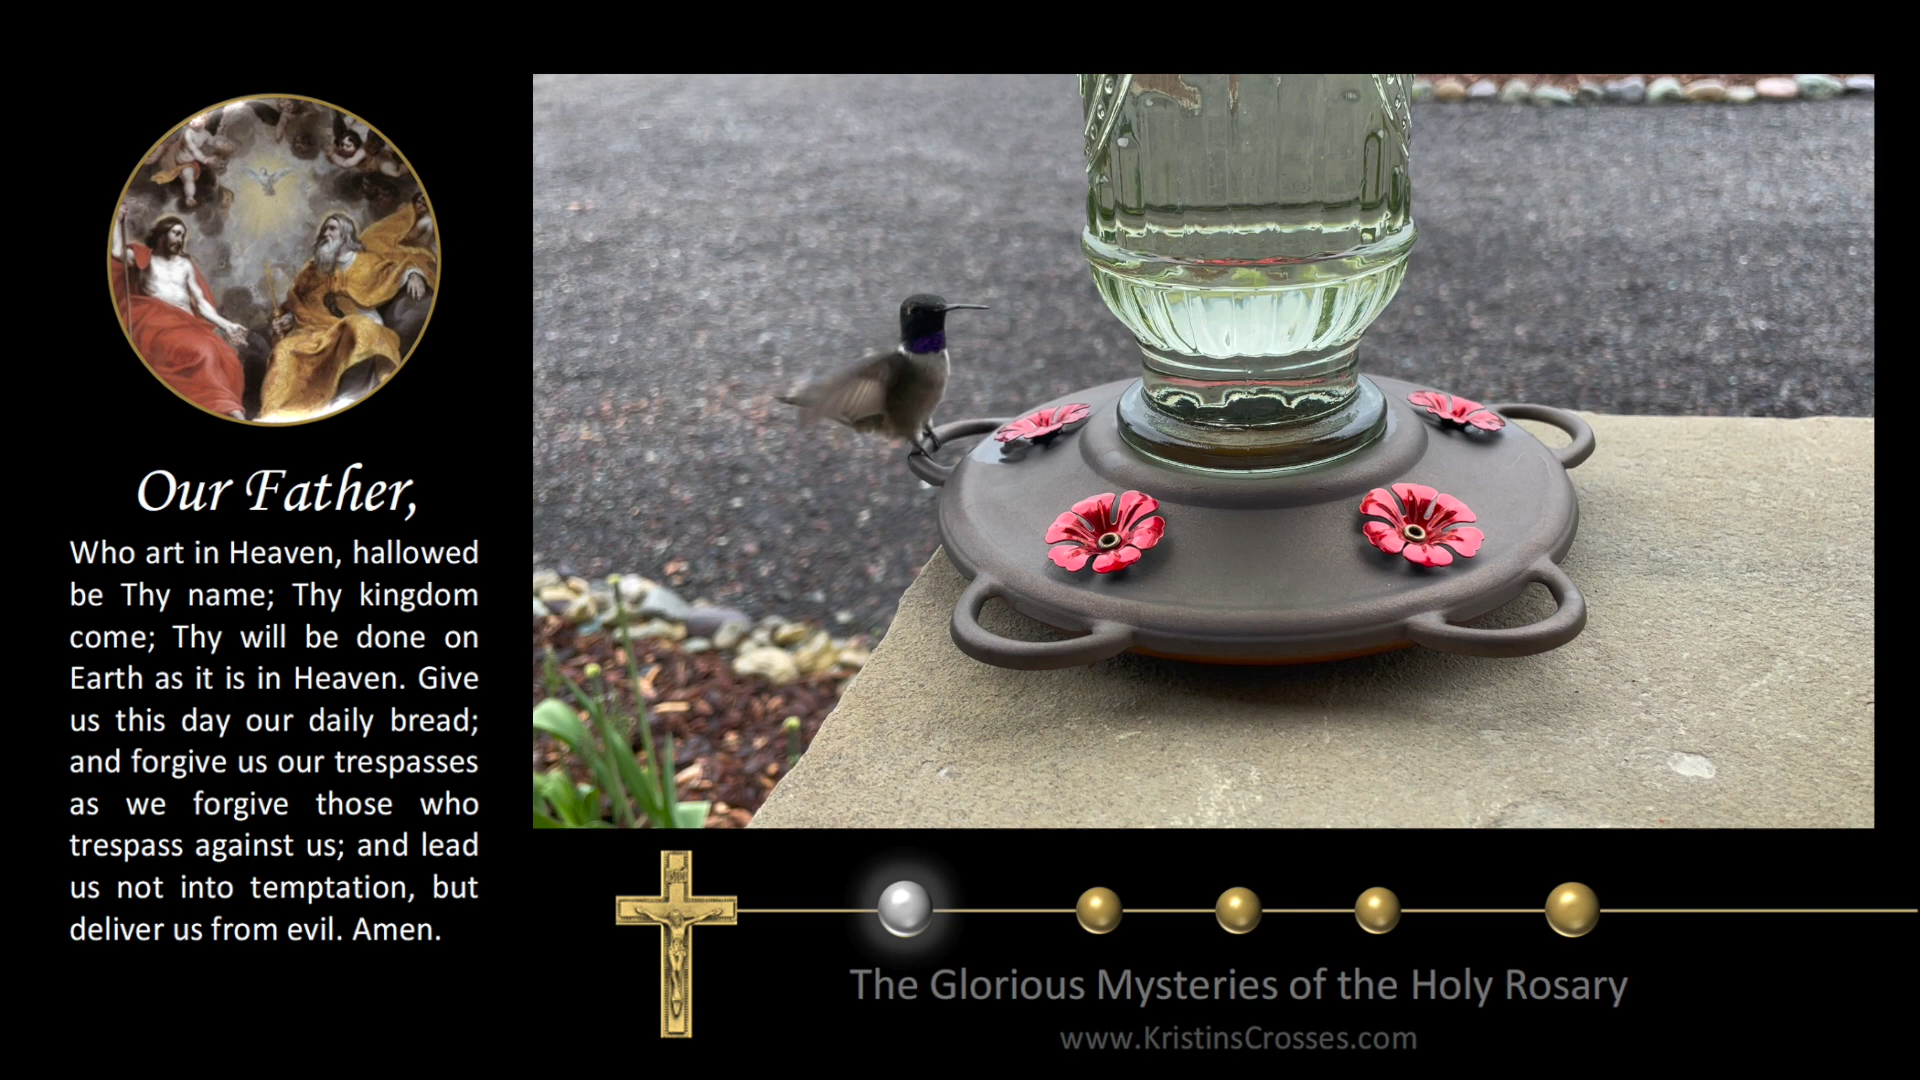 Our Father,
Who art in Heaven, hallowed
be Thy name; Thy kingdom
come; Thy will be done on
Earth as it is in Heaven. Give
us this day our daily bread;
and forgive us our trespasses
as we forgive those who
trespass against us; and lead
us not into temptation, but
deliver us from evil. Amen.
INRI
The Glorious Mysteries of the Holy Rosary
www.KristinsCrosses.com